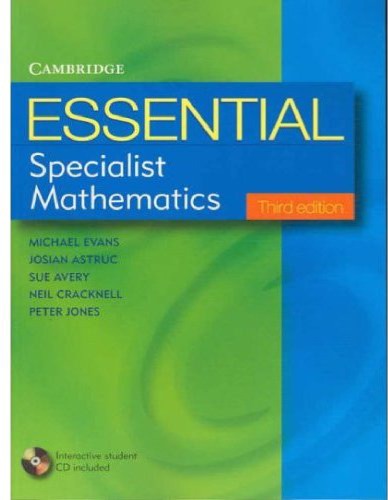 CAMBRIDGE
ESSENTIAL
Specialist
Mathematics
Third edition
MICHAEL EVANS
JOSIAN ASTRUC
SUE AVERY
NEIL CRACKNELL
PETER JONES
Interactive student
CD included